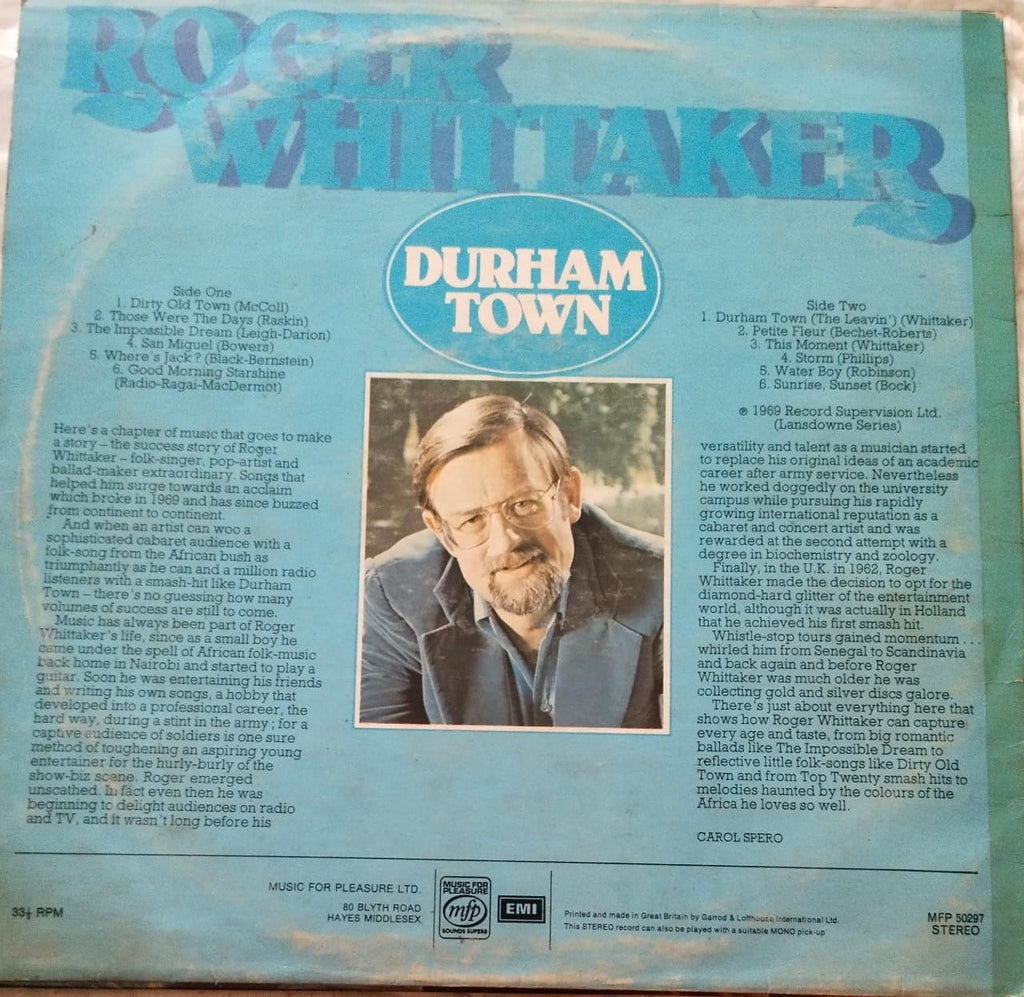 ROGER
WHITTAKER
DURHAM
TOWN
Side One
1. Dirty Old Town (McColl)
2. Those Were The Days (Raskin)
3. The Impossible Dream (Leigh-Darion)
4. San Miguel (Bowers)
5. Where's Jack? (Black-Bernstein)
6. Good Morning Starshine
(Radio-Ragai-MacDermot)
Side Two
1. Durham Town (The Leavin') (Whittaker)
2. Petite Fleur (Bechet-Roberts)
3. This Moment (Whittaker)
4. Storm (Phillips)
5. Water Boy (Robinson)
6. Sunrise, Sunset (Bock)
℗ 1969 Record Supervision Ltd.
(Lansdowne Series)
Here's a chapter of music that goes to make
a story – the success story of Roger
Whittaker – folk-singer, pop-artist and
ballad-maker extraordinary. Songs that
helped him surge towards an acclaim
which broke in 1969 and has since buzzed
from continent to continent.
And when an artist can woo a
sophisticated cabaret audience with a
folk-song from the African bush as
triumphantly as he can and a million radio
listeners with a smash-hit like Durham
Town – there's no guessing how many
volumes of success are still to come.
Music has always been part of Roger
Whittaker's life, since as a small boy he
came under the spell of African folk-music
back home in Nairobi and started to play a
guitar. Soon he was entertaining his friends
and writing his own songs, a hobby that
developed into a professional career, the
hard way, during a stint in the army; for a
captive audience of soldiers is one sure
method of toughening an aspiring young
entertainer for the hurly-burly of the
show-biz scene. Roger emerged
unscathed. In fact even then he was
beginning to delight audiences on radio
and TV, and it wasn't long before his
versatility and talent as a musician started
to replace his original ideas of an academic
career after army service. Nevertheless
he worked doggedly on the university
campus while pursuing his rapidly
growing international reputation as a
cabaret and concert artist and was
rewarded at the second attempt with a
degree in biochemistry and zoology.
Finally, in the U.K. in 1962, Roger
Whittaker made the decision to opt for the
diamond-hard glitter of the entertainment
world, although it was actually in Holland
that he achieved his first smash hit.
Whistle-stop tours gained momentum . . .
whirled him from Senegal to Scandinavia
and back again and before Roger
Whittaker was much older he was
collecting gold and silver discs galore.
There's just about everything here that
shows how Roger Whittaker can capture
every age and taste, from big romantic
ballads like The Impossible Dream to
reflective little folk-songs like Dirty Old
Town and from Top Twenty smash hits to
melodies haunted by the colours of the
Africa he loves so well.
CAROL SPERO
33⅓ RPM
MUSIC FOR PLEASURE LTD.
80 BLYTH ROAD
HAYES MIDDLESEX
MUSIC FOR
PLEASURE
mfp
SOUNDS SUPERB
EMI
Printed and made in Great Britain by Garrod & Lofthouse International Ltd.
This STEREO record can also be played with a suitable MONO pick-up
MFP 50297
STEREO